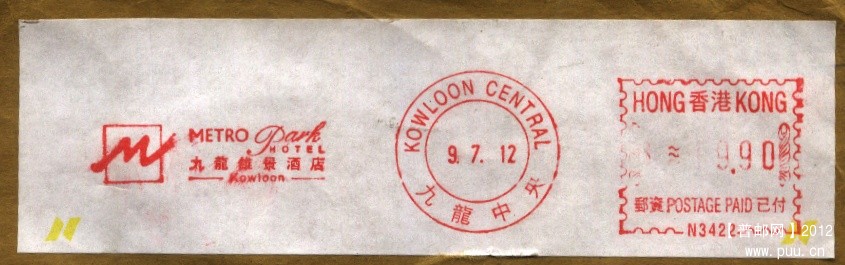 METRO Park
HOTEL
九龍維景酒店
Kowloon
KOWLOON CENTRAL
9. 7. 12
九龍中央
HONG 香港 KONG
≈ 9.90
郵資 POSTAGE PAID 已付
N3422
】2012
www.puu.cn